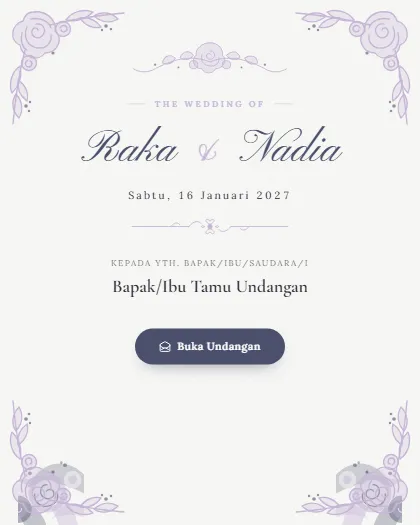 THE WEDDING OF
Raka & Nadia
Sabtu, 16 Januari 2027
KEPADA YTH. BAPAK/IBU/SAUDARA/I
Bapak/Ibu Tamu Undangan
Buka Undangan